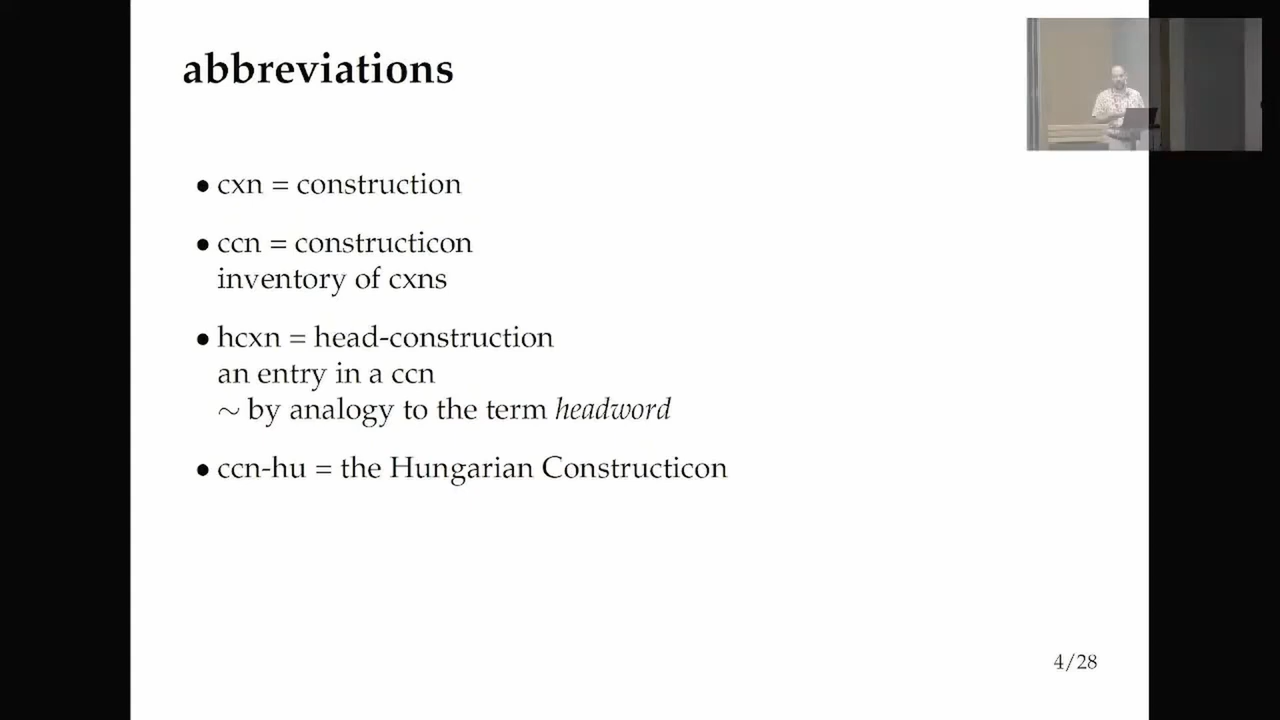 abbreviations
• cxn = construction
• ccn = constructicon
inventory of cxns
• hcxn = head-construction
an entry in a ccn
∼ by analogy to the term headword
• ccn-hu = the Hungarian Constructicon
4/28